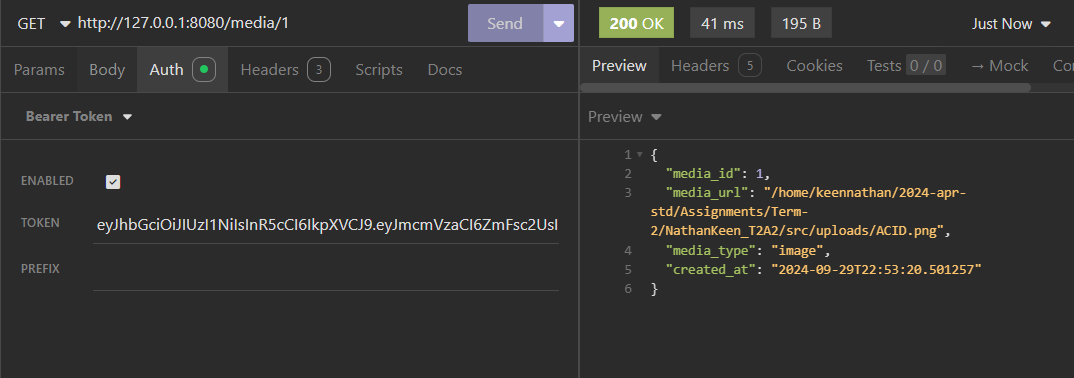 GET http://127.0.0.1:8080/media/1 Send
Params Body Auth Headers 3 Scripts Docs
Bearer Token
ENABLED
TOKEN eyJhbGciOiJIUzI1NiIsInR5cCI6IkpXVCJ9.eyJmcmVzaCI6ZmFsc2UsI
PREFIX
200 OK 41 ms 195 B Just Now
Preview Headers 5 Cookies Tests 0 / 0 → Mock Co
Preview
1 {
2 "media_id": 1,
3 "media_url": "/home/keennathan/2024-apr-
std/Assignments/Term-
2/NathanKeen_T2A2/src/uploads/ACID.png",
4 "media_type": "image",
5 "created_at": "2024-09-29T22:53:20.501257"
6 }